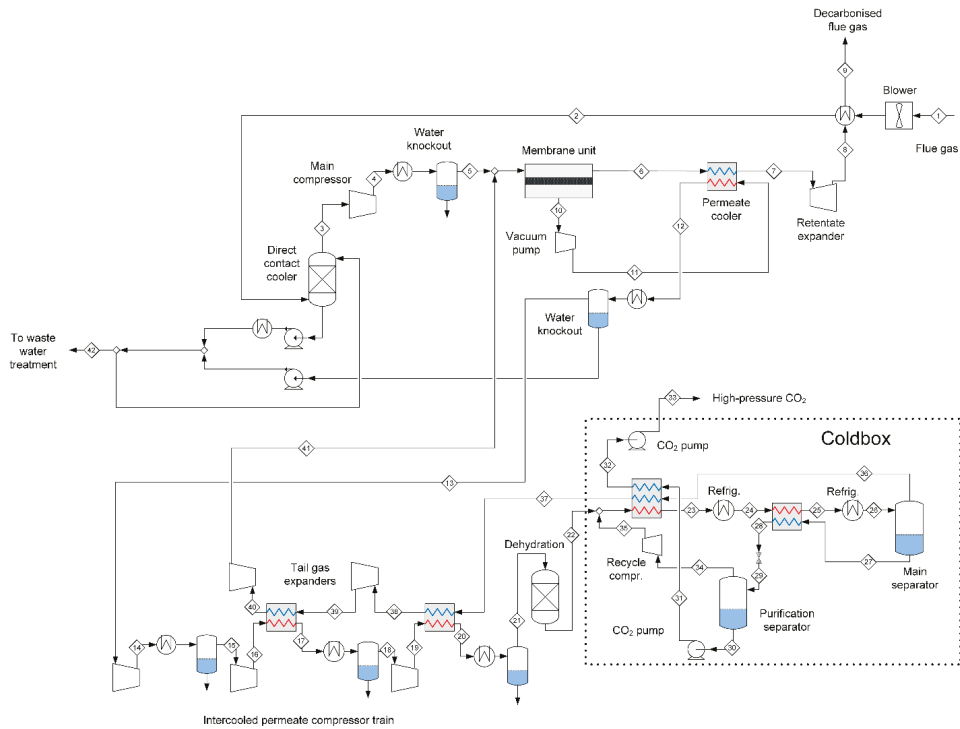 Decarbonised
flue gas
9
Blower
2
1
8
Flue gas
Water
knockout
Main
compressor
4
5
Membrane unit
6
7
3
10
Permeate
cooler
12
Retentate
expander
Vacuum
pump
11
Direct
contact
cooler
Water
knockout
To waste
water
treatment
42
33
High-pressure CO₂
Coldbox
CO₂ pump
32
41
13
37
36
Refrig.
Refrig.
23
24
25
26
22
35
28
27
Dehydration
Recycle
compr.
34
29
Main
separator
Tail gas
expanders
31
Purification
separator
40
39
38
21
CO₂ pump
30
14
15
16
17
18
19
20
Intercooled permeate compressor train